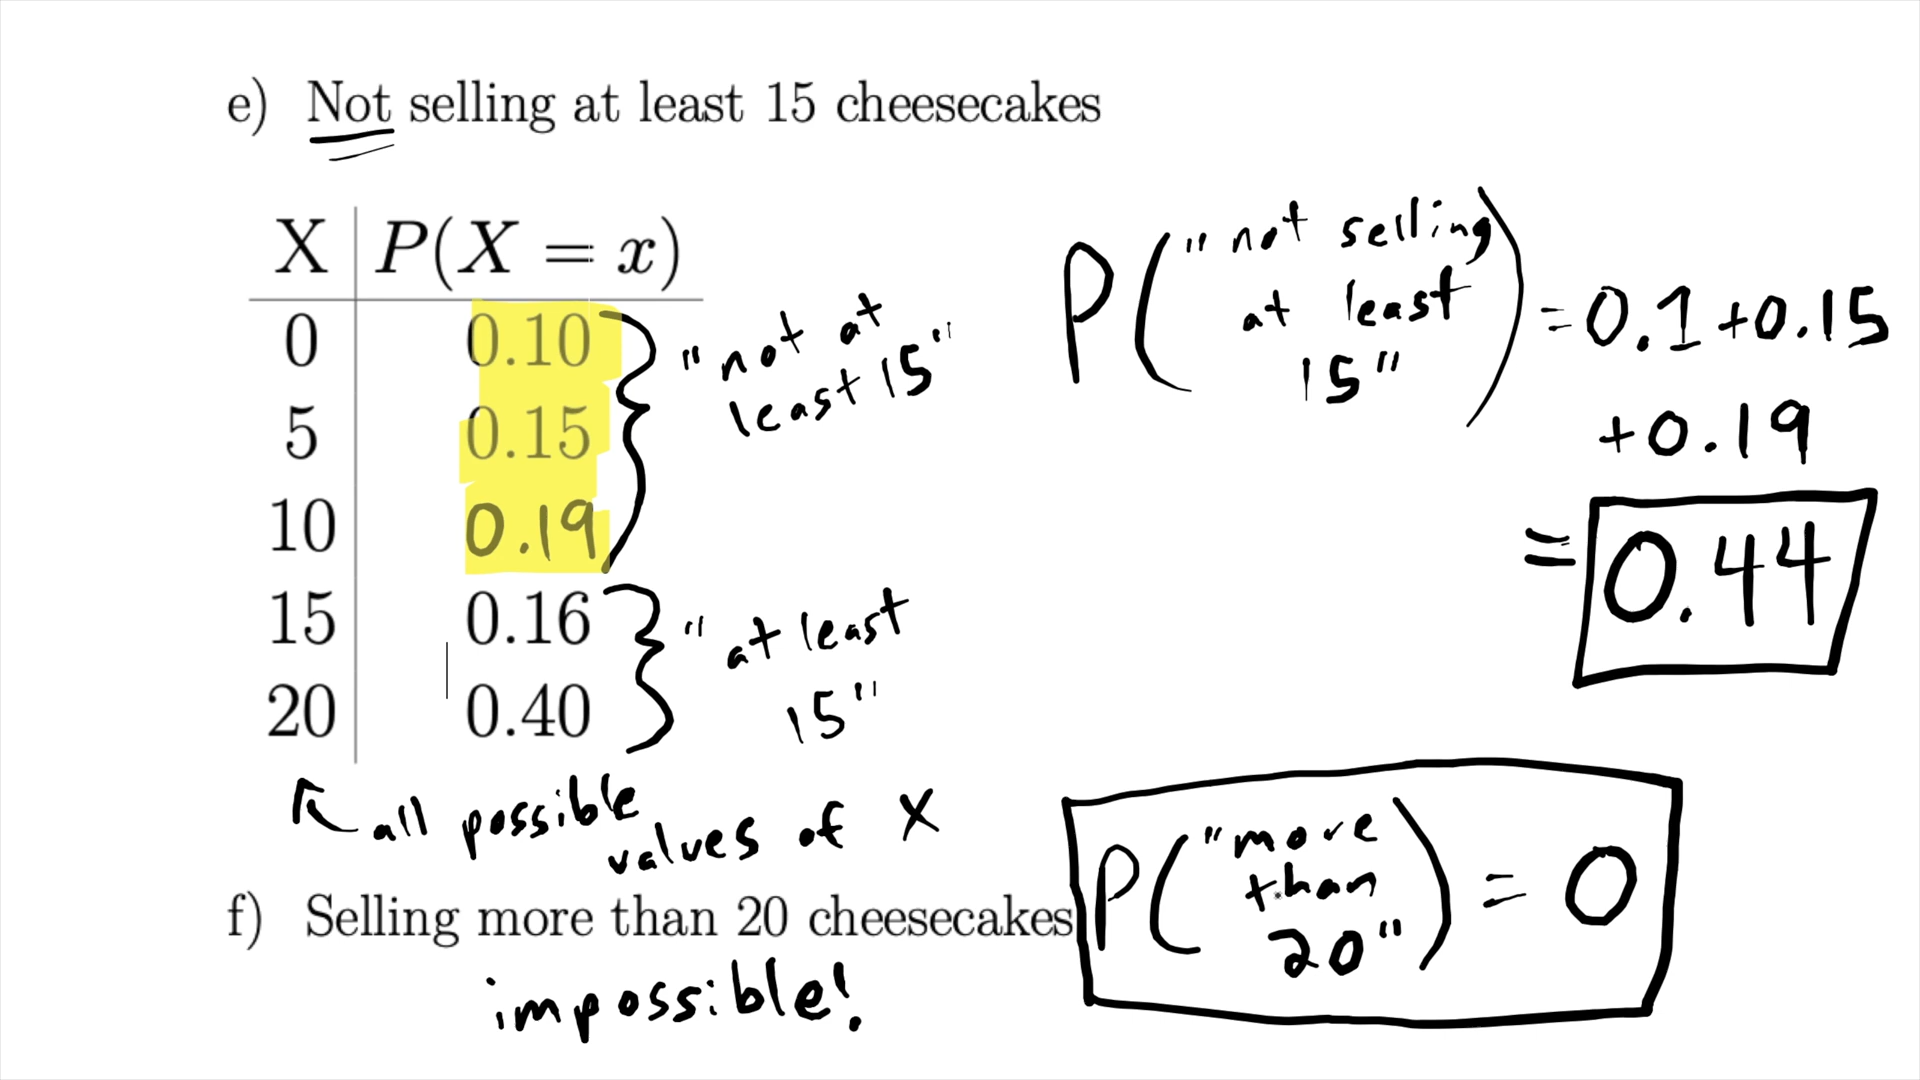 e) Not selling at least 15 cheesecakes
X P(X = x)
0 0.10
5 0.15
10 0.19
15 0.16
20 0.40
"not at
least 15"
"at least
15"
P("not selling
at least
15") = 0.1+0.15
+0.19
= 0.44
all possible
values of X
f) Selling more than 20 cheesecakes
impossible!
P("more
than
20") = 0